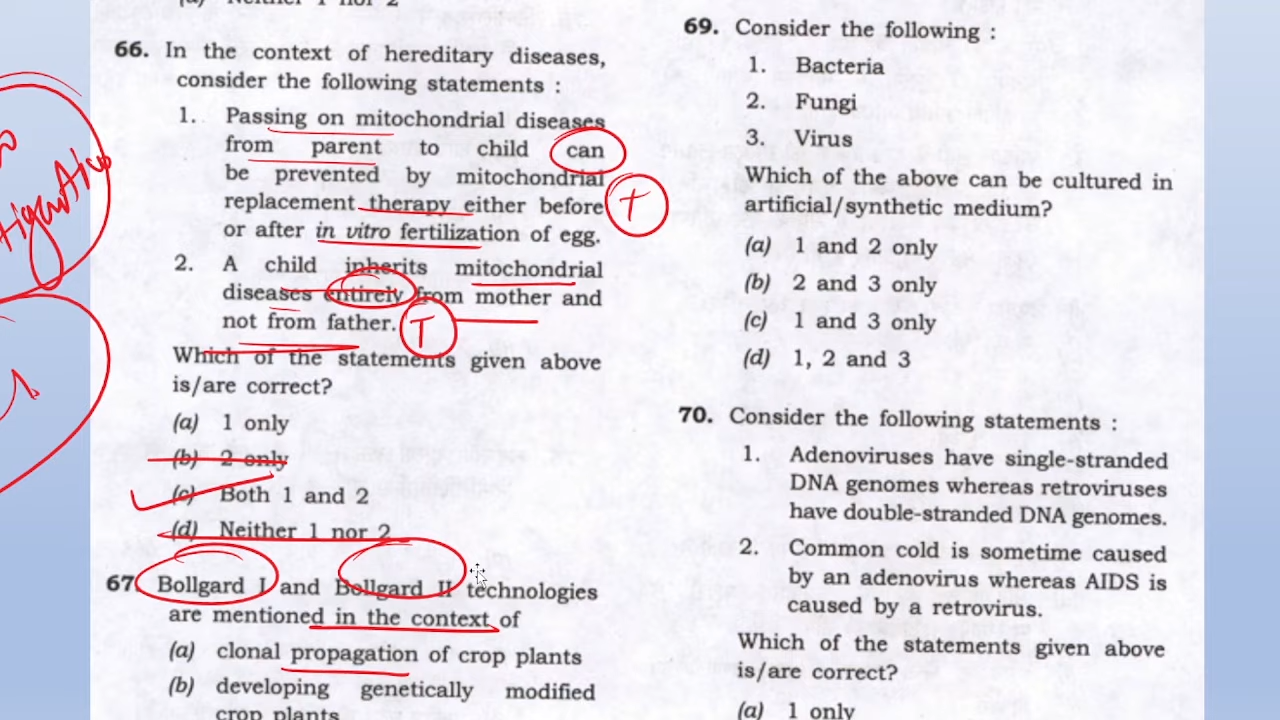 (d) Neither 1 nor 2
66. In the context of hereditary diseases,
consider the following statements :
1. Passing on mitochondrial diseases
from parent to child can
be prevented by mitochondrial
replacement therapy either before
or after in vitro fertilization of egg.
T
2. A child inherits mitochondrial
diseases entirely from mother and
not from father.
T
Which of the statements given above
is/are correct?
(a) 1 only
(b) 2 only
(c) Both 1 and 2
(d) Neither 1 nor 2
67. Bollgard I and Bollgard II technologies
are mentioned in the context of
(a) clonal propagation of crop plants
(b) developing genetically modified
crop plants
69. Consider the following :
1. Bacteria
2. Fungi
3. Virus
Which of the above can be cultured in
artificial/synthetic medium?
(a) 1 and 2 only
(b) 2 and 3 only
(c) 1 and 3 only
(d) 1, 2 and 3
70. Consider the following statements :
1. Adenoviruses have single-stranded
DNA genomes whereas retroviruses
have double-stranded DNA genomes.
2. Common cold is sometime caused
by an adenovirus whereas AIDS is
caused by a retrovirus.
Which of the statements given above
is/are correct?
(a) 1 only